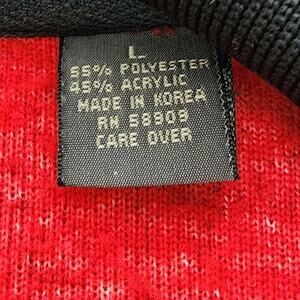 L
55% POLYESTER
45% ACRYLIC
MADE IN KOREA
RN 58909
CARE OVER